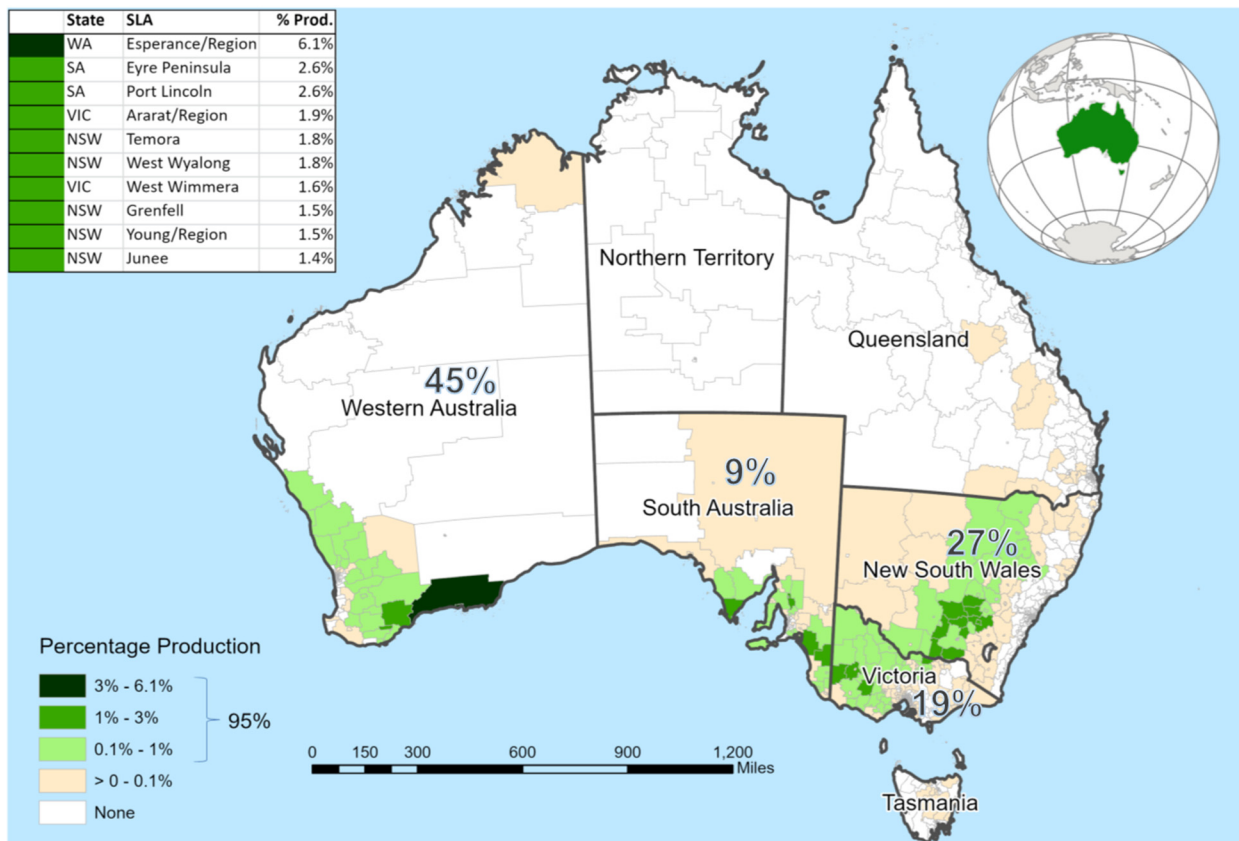 State SLA % Prod.
WA Esperance/Region 6.1%
SA Eyre Peninsula 2.6%
SA Port Lincoln 2.6%
VIC Ararat/Region 1.9%
NSW Temora 1.8%
NSW West Wyalong 1.8%
VIC West Wimmera 1.6%
NSW Grenfell 1.5%
NSW Young/Region 1.5%
NSW Junee 1.4%
Northern Territory
Queensland
45%
Western Australia
9%
South Australia
27%
New South Wales
Victoria
19%
Tasmania
Percentage Production
3% - 6.1%
1% - 3%
0.1% - 1%
95%
> 0 - 0.1%
None
0 150 300 600 900 1,200
Miles